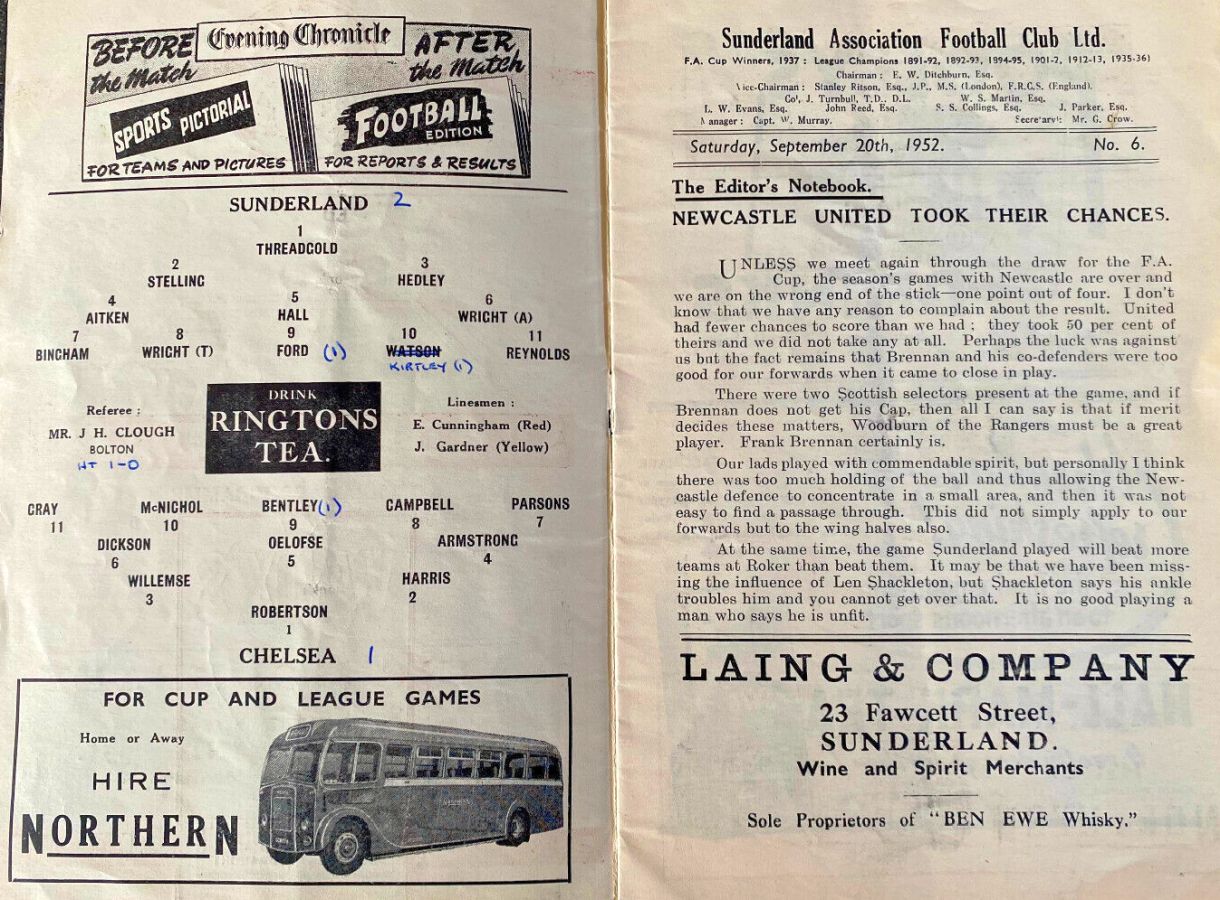 BEFORE
the Match
Evening Chronicle
AFTER
the Match
SPORTS PICTORIAL
FOOTBALL
EDITION
FOR TEAMS AND PICTURES
FOR REPORTS & RESULTS
SUNDERLAND 2
1
THREADGOLD
2 3
STELLING HEDLEY
4 5 6
AITKEN HALL WRIGHT (A)
7 8 9 10 11
BINGHAM WRIGHT (T) FORD (1) WATSON REYNOLDS
KIRTLEY (1)
Referee :
MR. J H. CLOUGH
BOLTON
HT 1-0
DRINK
RINGTONS
TEA.
Linesmen :
E. Cunningham (Red)
J. Gardner (Yellow)
GRAY McNICHOL BENTLEY (1) CAMPBELL PARSONS
11 10 9 8 7
DICKSON OELOFSE ARMSTRONG
6 5 4
WILLEMSE HARRIS
3 2
ROBERTSON
1
CHELSEA 1
FOR CUP AND LEAGUE GAMES
Home or Away
HIRE
NORTHERN
Sunderland Association Football Club Ltd.
F.A. Cup Winners, 1937 : League Champions 1891-92, 1892-93, 1894-95, 1901-2, 1912-13, 1935-36)
Chairman : E. W. Ditchburn, Esq.
Vice-Chairman : Stanley Ritson, Esq., J.P., M.S. (London), F.R.C.S. (England).
Col. J. Turnbull, T.D., D.L. W. S. Martin, Esq.
L. W. Evans, Esq. John Reed, Esq. S. S. Collings, Esq. J. Parker, Esq.
Manager : Capt. W. Murray. Secretary: Mr. G. Crow.
Saturday, September 20th, 1952. No. 6.
The Editor's Notebook.
NEWCASTLE UNITED TOOK THEIR CHANCES.
UNLESS we meet again through the draw for the F.A.
Cup, the season's games with Newcastle are over and
we are on the wrong end of the stick—one point out of four. I don't
know that we have any reason to complain about the result. United
had fewer chances to score than we had ; they took 50 per cent of
theirs and we did not take any at all. Perhaps the luck was against
us but the fact remains that Brennan and his co-defenders were too
good for our forwards when it came to close in play.
There were two Scottish selectors present at the game, and if
Brennan does not get his Cap, then all I can say is that if merit
decides these matters, Woodburn of the Rangers must be a great
player. Frank Brennan certainly is.
Our lads played with commendable spirit, but personally I think
there was too much holding of the ball and thus allowing the New-
castle defence to concentrate in a small area, and then it was not
easy to find a passage through. This did not simply apply to our
forwards but to the wing halves also.
At the same time, the game Sunderland played will beat more
teams at Roker than beat them. It may be that we have been miss-
ing the influence of Len Shackleton, but Shackleton says his ankle
troubles him and you cannot get over that. It is no good playing a
man who says he is unfit.
LAING & COMPANY
23 Fawcett Street,
SUNDERLAND.
Wine and Spirit Merchants
Sole Proprietors of "BEN EWE Whisky."